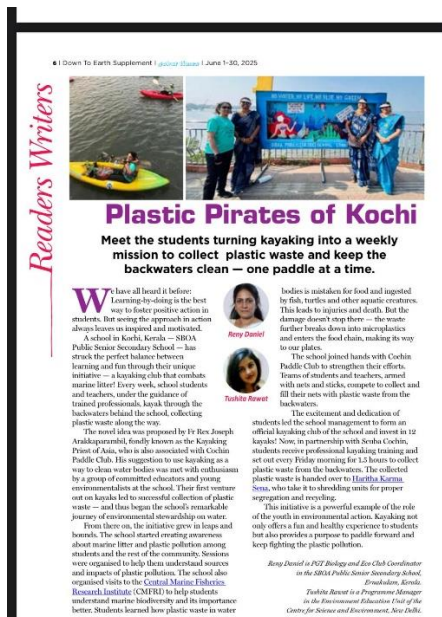 6 I Down To Earth Supplement I I June 1-30, 2025
Readers Writers
NO WATER, NO LIFE. NO BLUE, NO GREEN
Plastic Pirates of Kochi
Meet the students turning kayaking into a weekly
mission to collect plastic waste and keep the
backwaters clean — one paddle at a time.
We have all heard it before:
Learning-by-doing is the best
way to foster positive action in
students. But seeing the approach in action
always leaves us inspired and motivated.
A school in Kochi, Kerala — SBOA
Public Senior Secondary School — has
struck the perfect balance between
learning and fun through their unique
initiative — a kayaking club that combats
marine litter! Every week, school students
and teachers, under the guidance of
trained professionals, kayak through the
backwaters behind the school, collecting
plastic waste along the way.
The novel idea was proposed by Fr Rex Joseph
Arakkaparambil, fondly known as the Kayaking
Priest of Asia, who is also associated with Cochin
Paddle Club. His suggestion to use kayaking as a
way to clean water bodies was met with enthusiasm
by a group of committed educators and young
environmentalists at the school. Their first venture
out on kayaks led to successful collection of plastic
waste — and thus began the school's remarkable
journey of environmental stewardship on water.
From there on, the initiative grew in leaps and
bounds. The school started creating awareness
about marine litter and plastic pollution among
students and the rest of the community. Sessions
were organised to help them understand sources
and impacts of plastic pollution. The school also
organised visits to the Central Marine Fisheries
Research Institute (CMFRI) to help students
understand marine biodiversity and its importance
better. Students learned how plastic waste in water
Reny Daniel
Tushita Rawat
bodies is mistaken for food and ingested
by fish, turtles and other aquatic creatures.
This leads to injuries and death. But the
damage doesn't stop there — the waste
further breaks down into microplastics
and enters the food chain, making its way
to our plates.
The school joined hands with Cochin
Paddle Club to strengthen their efforts.
Teams of students and teachers, armed
with nets and sticks, compete to collect and
fill their nets with plastic waste from the
backwaters.
The excitement and dedication of
students led the school management to form an
official kayaking club of the school and invest in 12
kayaks! Now, in partnership with Scuba Cochin,
students receive professional kayaking training and
set out every Friday morning for 1.5 hours to collect
plastic waste from the backwaters. The collected
plastic waste is handed over to Haritha Karma
Sena, who take it to shredding units for proper
segregation and recycling.
This initiative is a powerful example of the role
of the youth in environmental action. Kayaking not
only offers a fun and healthy experience to students
but also provides a purpose to paddle forward and
keep fighting the plastic pollution.
Reny Daniel is PGT Biology and Eco Club Coordinator
in the SBOA Public Senior Secondary School,
Ernakulam, Kerala.
Tushita Rawat is a Programme Manager
in the Environment Education Unit of the
Centre for Science and Environment, New Delhi.